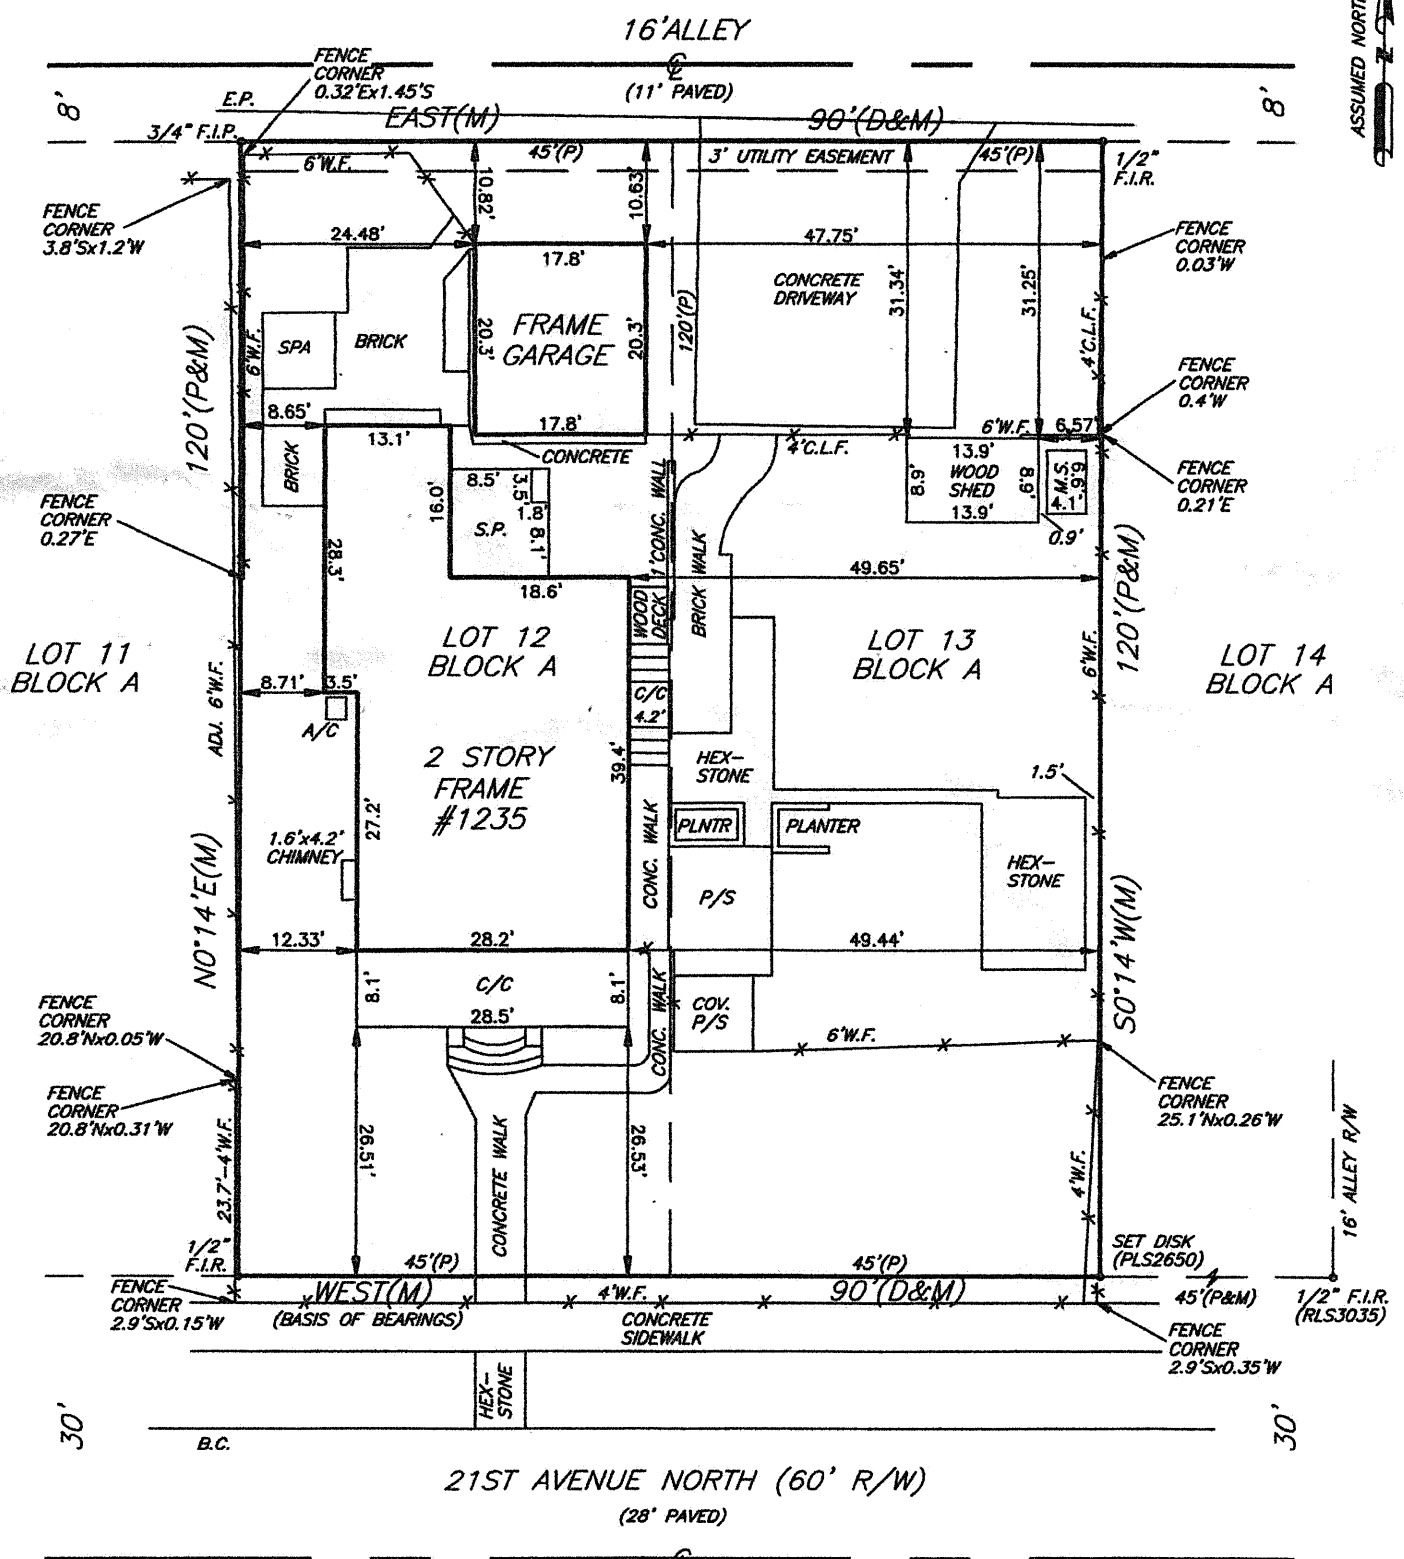 16'ALLEY
ASSUMED NORTH
N
FENCE
CORNER
0.32'Ex1.45'S
(11' PAVED)
8'
8'
E.P.
EAST(M)
90'(D&M)
3/4" F.I.P.
6'W.F.
45'(P)
3' UTILITY EASEMENT
45'(P)
1/2"
F.I.R.
FENCE
CORNER
3.8'Sx1.2'W
10.82'
10.63'
24.48'
17.8'
47.75'
FENCE
CORNER
0.03'W
CONCRETE
DRIVEWAY
31.34'
31.25'
120'(P)
120'(P&M)
6'W.F.
SPA
BRICK
20.3'
FRAME
GARAGE
20.3'
4'C.L.F.
FENCE
CORNER
0.4'W
8.65'
13.1'
17.8'
CONCRETE
4'C.L.F.
6'W.F.
6.57'
BRICK
16.0'
8.5'
3.5'
1.8'
8.1'
S.P.
1'CONC. WALL
8.9'
13.9'
WOOD
SHED
13.9'
8.9'
M.S.
6.6'
4.1'
0.9'
FENCE
CORNER
0.21'E
FENCE
CORNER
0.27'E
28.3'
18.6'
49.65'
WOOD
DECK
BRICK WALK
120'(P&M)
LOT 11
BLOCK A
LOT 12
BLOCK A
LOT 13
BLOCK A
LOT 14
BLOCK A
6'W.F.
ADJ. 6'W.F.
8.71'
3.5'
A/C
C/C
4.2'
2 STORY
FRAME
#1235
39.4'
HEX-
STONE
1.5'
27.2'
1.6'x4.2'
CHIMNEY
CONC. WALK
PLNTR
PLANTER
HEX-
STONE
P/S
N0°14'E(M)
S0°14'W(M)
12.33'
28.2'
49.44'
8.1'
C/C
8.1'
28.5'
CONC. WALK
COV.
P/S
6'W.F.
FENCE
CORNER
20.8'Nx0.05'W
FENCE
CORNER
20.8'Nx0.31'W
FENCE
CORNER
25.1'Nx0.26'W
23.7'-4'W.F.
26.51'
CONCRETE WALK
26.53'
4'W.F.
16' ALLEY R/W
1/2"
F.I.R.
45'(P)
45'(P)
SET DISK
(PLS2650)
FENCE
CORNER
2.9'Sx0.15'W
WEST(M)
(BASIS OF BEARINGS)
4'W.F.
90'(D&M)
CONCRETE
SIDEWALK
45'(P&M)
1/2" F.I.R.
(RLS3035)
FENCE
CORNER
2.9'Sx0.35'W
HEX-
STONE
30'
30'
B.C.
21ST AVENUE NORTH (60' R/W)
(28' PAVED)